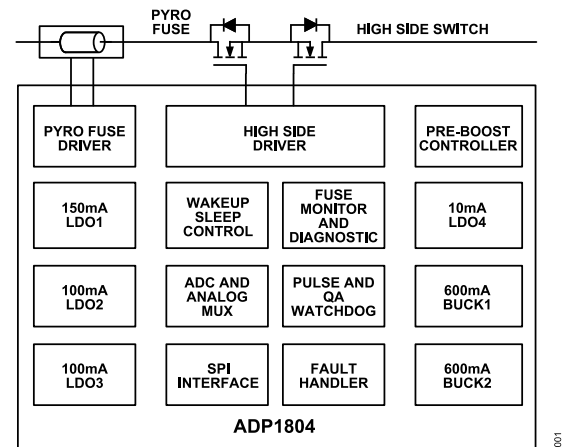 PYRO
FUSE
HIGH SIDE SWITCH
PYRO FUSE
DRIVER
HIGH SIDE
DRIVER
PRE-BOOST
CONTROLLER
150mA
LDO1
WAKEUP
SLEEP
CONTROL
FUSE
MONITOR
AND
DIAGNOSTIC
10mA
LDO4
100mA
LDO2
ADC AND
ANALOG
MUX
PULSE AND
QA
WATCHDOG
600mA
BUCK1
100mA
LDO3
SPI
INTERFACE
FAULT
HANDLER
600mA
BUCK2
ADP1804
001